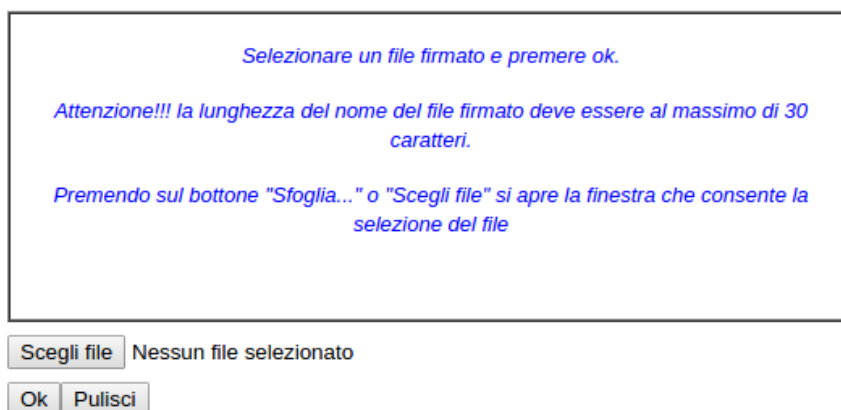 Selezionare un file firmato e premere ok.
Attenzione!!! la lunghezza del nome del file firmato deve essere al massimo di 30
caratteri.
Premendo sul bottone "Sfoglia..." o "Scegli file" si apre la finestra che consente la
selezione del file
Scegli file Nessun file selezionato
Ok Pulisci